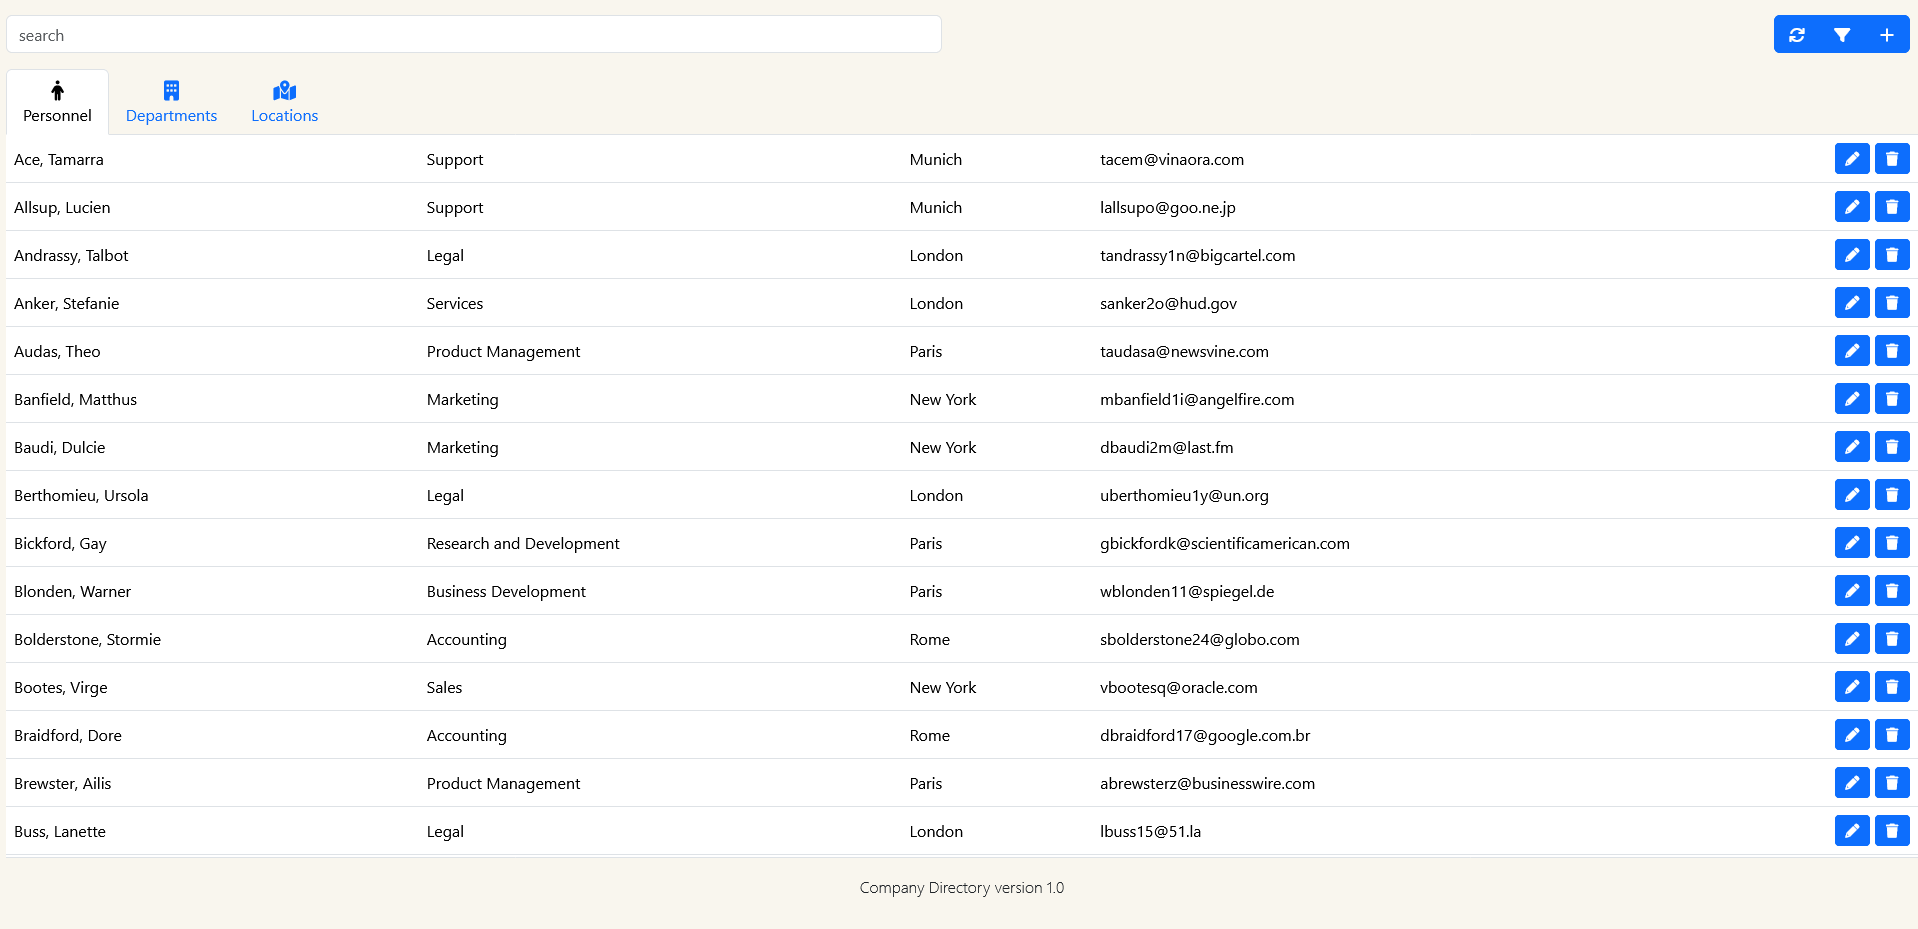 search
Personnel Departments Locations
Ace, Tamarra Support Munich tacem@vinaora.com
Allsup, Lucien Support Munich lallsupo@goo.ne.jp
Andrassy, Talbot Legal London tandrassy1n@bigcartel.com
Anker, Stefanie Services London sanker2o@hud.gov
Audas, Theo Product Management Paris taudasa@newsvine.com
Banfield, Matthus Marketing New York mbanfield1i@angelfire.com
Baudi, Dulcie Marketing New York dbaudi2m@last.fm
Berthomieu, Ursola Legal London uberthomieu1y@un.org
Bickford, Gay Research and Development Paris gbickfordk@scientificamerican.com
Blonden, Warner Business Development Paris wblonden11@spiegel.de
Bolderstone, Stormie Accounting Rome sbolderstone24@globo.com
Bootes, Virge Sales New York vbootesq@oracle.com
Braidford, Dore Accounting Rome dbraidford17@google.com.br
Brewster, Ailis Product Management Paris abrewsterz@businesswire.com
Buss, Lanette Legal London lbuss15@51.la
Company Directory version 1.0